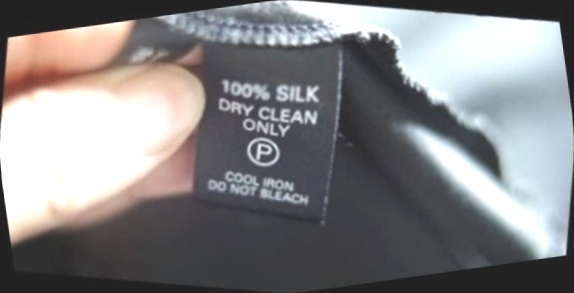 100% SILK
DRY CLEAN
ONLY
P
COOL IRON
DO NOT BLEACH